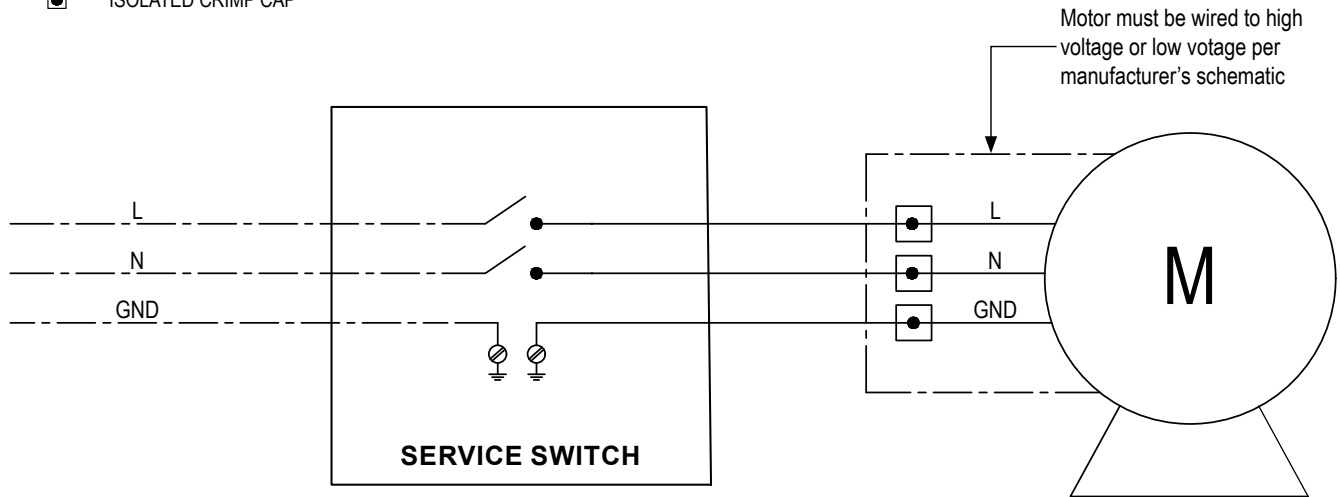 ISOLATED CRIMP CAP
Motor must be wired to high
voltage or low votage per
manufacturer’s schematic
L
L
N
N
GND
GND
M
SERVICE SWITCH